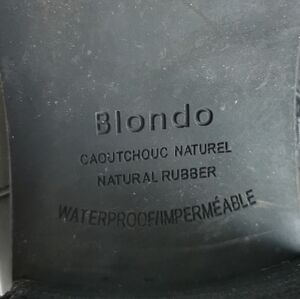 Blondo
CAOUTCHOUC NATUREL
NATURAL RUBBER
WATERPROOF/IMPERMÉABLE